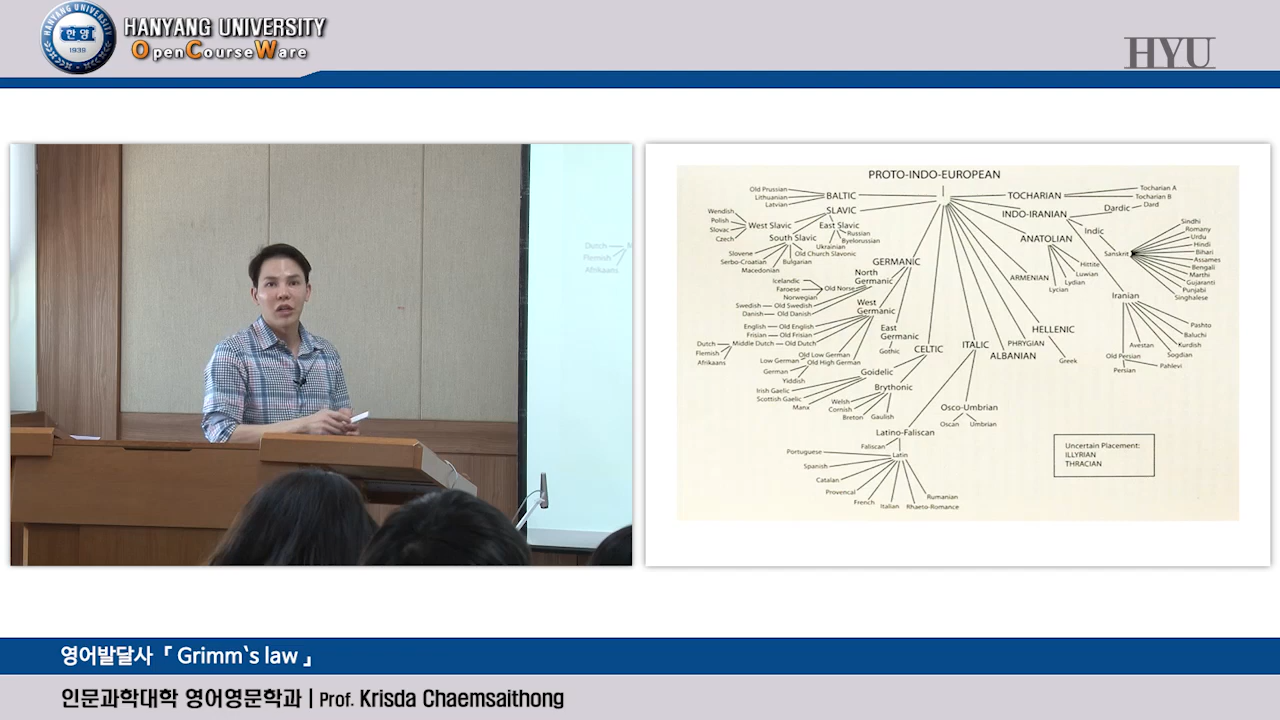 HANYANG UNIVERSITY
한양
1939
HANYANG UNIVERSITY
OpenCourseWare
HYU
Dutch
Flemish
Afrikaans
PROTO-INDO-EUROPEAN
Old Prussian
Lithuanian
Latvian
BALTIC
TOCHARIAN
Tocharian A
Tocharian B
Dardic
Dard
SLAVIC
INDO-IRANIAN
Wendish
Polish
Slovac
Czech
West Slavic
East Slavic
Russian
Byelorussian
Ukrainian
South Slavic
Slovene
Old Church Slavonic
Serbo-Croatian
Bulgarian
Macedonian
ANATOLIAN
Indic
Sanskrit
Sindhi
Romany
Urdu
Hindi
Bihari
Assames
Bengali
Marthi
Gujaranti
Punjabi
Singhalese
Hittite
Luwian
Lydian
Lycian
ARMENIAN
GERMANIC
North
Germanic
Icelandic
Faroese
Norwegian
Old Norse
Swedish
Old Swedish
Danish
Old Danish
West
Germanic
English
Old English
Frisian
Old Frisian
Dutch
Flemish
Afrikaans
Middle Dutch
Old Dutch
East
Germanic
Gothic
Low German
Old Low German
German
Old High German
Yiddish
Iranian
Pashto
Baluchi
Kurdish
Sogdian
Pahlevi
Avestan
Old Persian
Persian
HELLENIC
Greek
PHRYGIAN
ALBANIAN
ITALIC
CELTIC
Goidelic
Irish Gaelic
Scottish Gaelic
Manx
Brythonic
Welsh
Cornish
Breton
Gaulish
Osco-Umbrian
Oscan
Umbrian
Latino-Faliscan
Faliscan
Latin
Portuguese
Spanish
Catalan
Provencal
French
Italian
Rhaeto-Romance
Rumanian
Uncertain Placement:
ILLYRIAN
THRACIAN
영어발달사 「 Grimm`s law 」
인문과학대학 영어영문학과 | Prof. Krisda Chaemsaithong